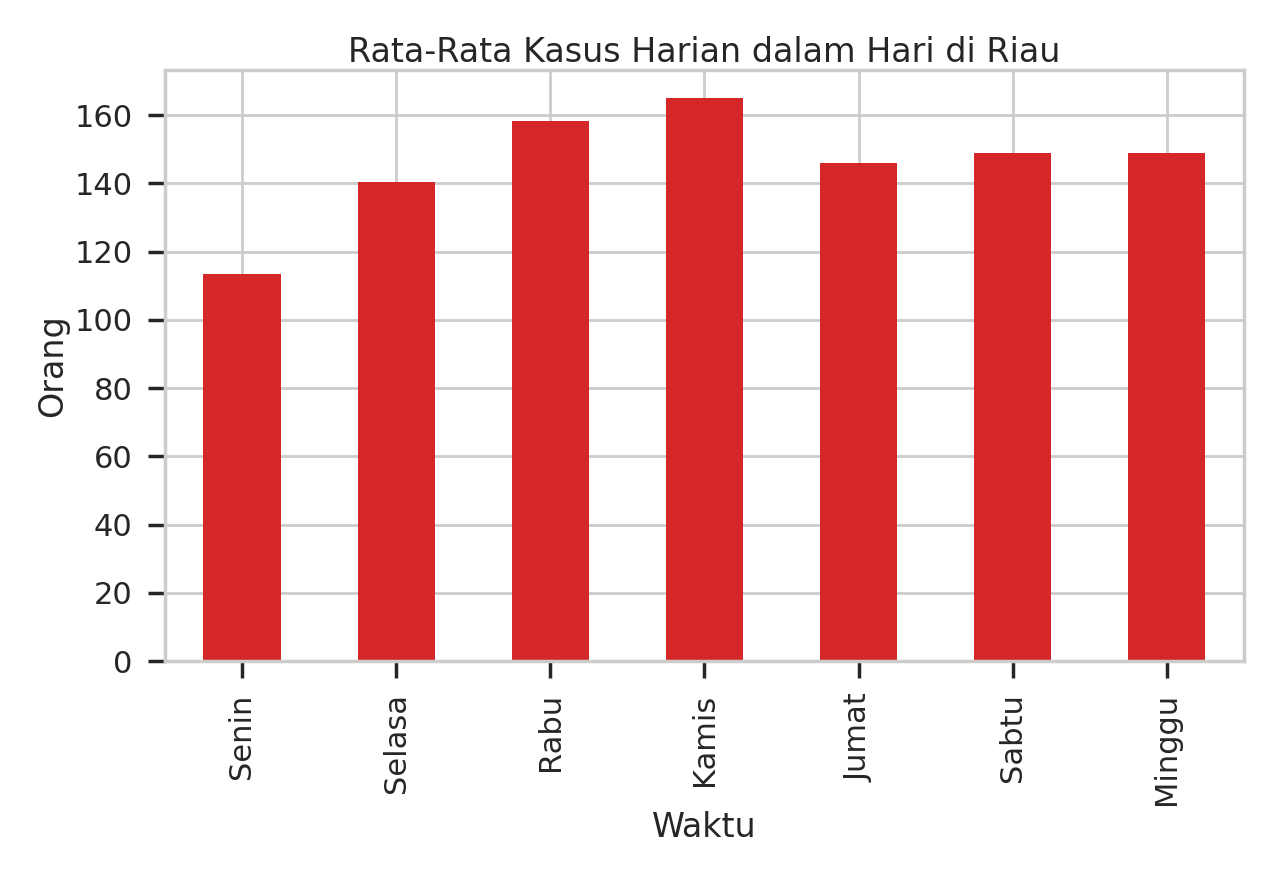 Rata-Rata Kasus Harian dalam Hari di Riau
160
140
120
100
80
60
40
20
0
Orang
Senin
Selasa
Rabu
Kamis
Jumat
Sabtu
Minggu
Waktu